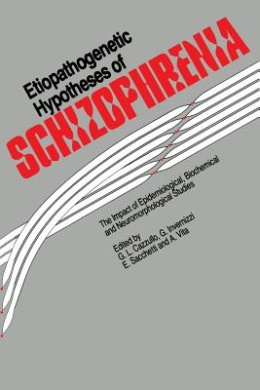 Etiopathogenetic
Hypotheses of
SCHIZOPHRENIA
The Impact of Epidemiological, Biochemical
and Neuromorphological Studies
Edited by
G. L. Cazzullo, G. Invernizzi
E. Sacchetti and A. Vita